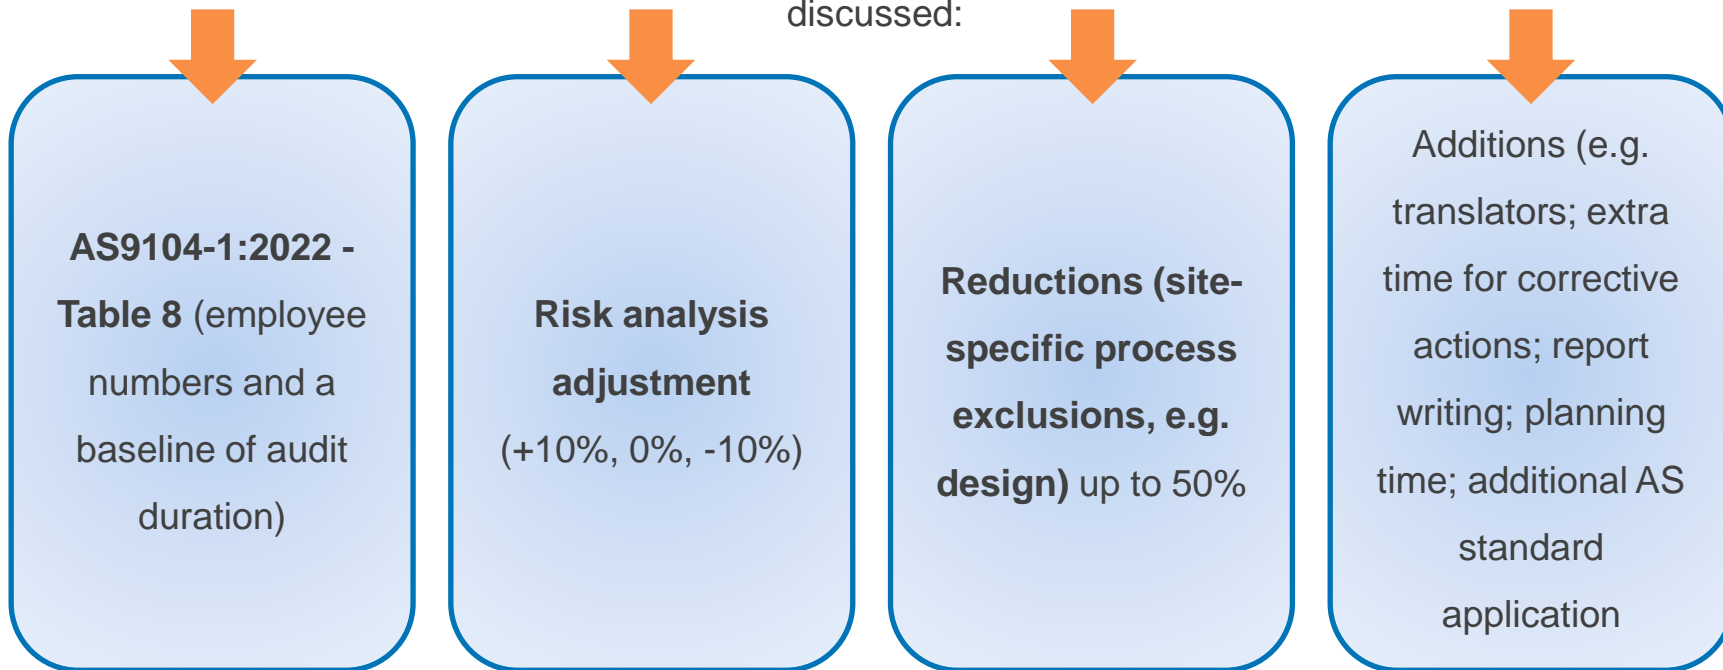 discussed:
AS9104-1:2022 -
Table 8 (employee
numbers and a
baseline of audit
duration)
Risk analysis
adjustment
(+10%, 0%, -10%)
Reductions (site-
specific process
exclusions, e.g.
design) up to 50%
Additions (e.g.
translators; extra
time for corrective
actions; report
writing; planning
time; additional AS
standard
application